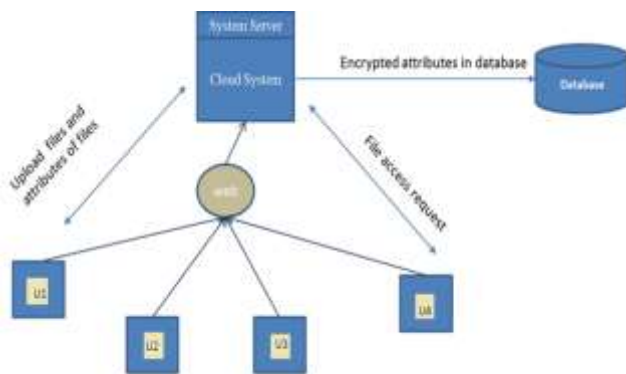 System Server
Cloud System
Encrypted attributes in database
Database
Upload files and
attributes of files
File access request
U1
U2
U3
U4